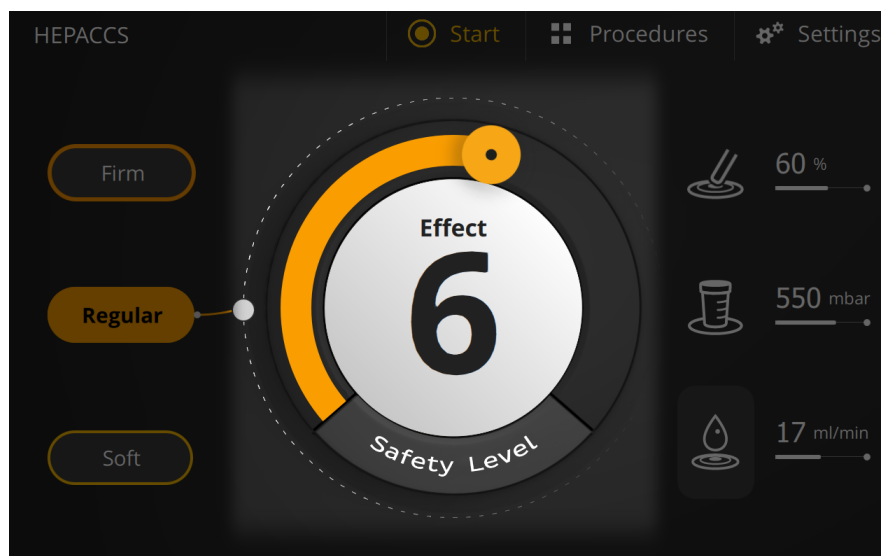 HEPACCS
Start
Procedures
Settings
Firm
Regular
Soft
Effect
6
Safety Level
60 %
550 mbar
17 ml/min